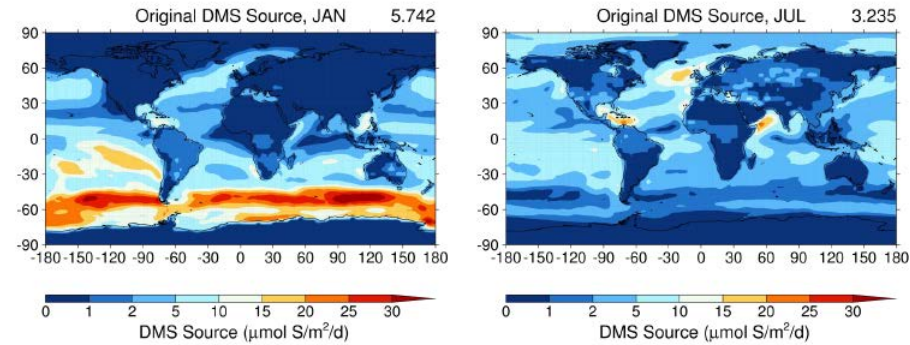 Original DMS Source, JAN 5.742
90
60
30
0
-30
-60
-90
-180 -150 -120 -90 -60 -30 0 30 60 90 120 150 180
0 1 2 5 10 15 20 25 30
DMS Source (μmol S/m²/d)
Original DMS Source, JUL 3.235
90
60
30
0
-30
-60
-90
-180 -150 -120 -90 -60 -30 0 30 60 90 120 150 180
0 1 2 5 10 15 20 25 30
DMS Source (μmol S/m²/d)